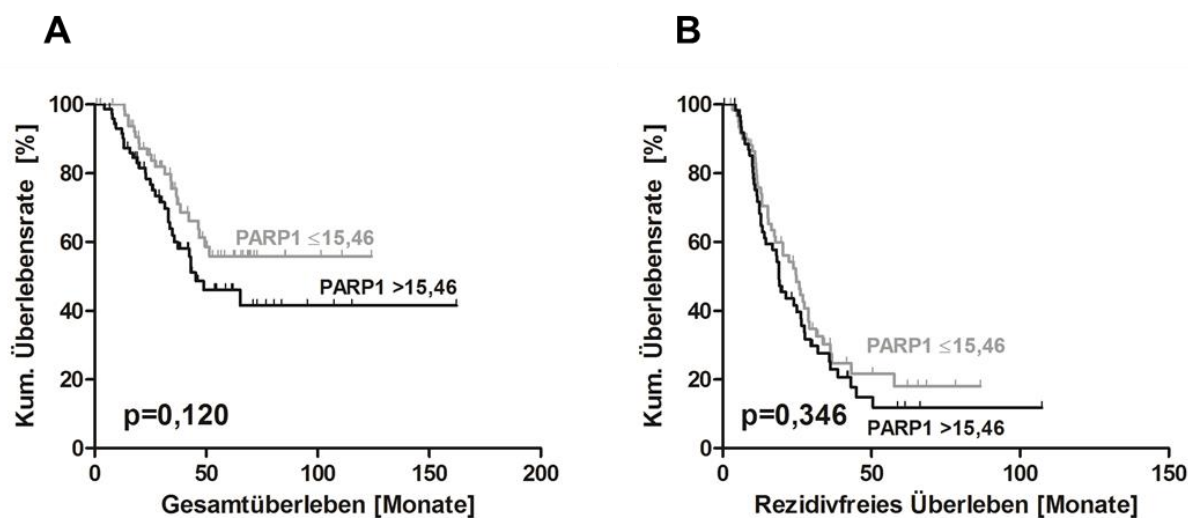 A
Kum. Überlebensrate [%]
100
80
60
40
20
0
PARP1 ≤15,46
PARP1 >15,46
p=0,120
0 50 100 150 200
Gesamtüberleben [Monate]
B
Kum. Überlebensrate [%]
100
80
60
40
20
0
PARP1 ≤15,46
p=0,346
PARP1 >15,46
0 50 100 150
Rezidivfreies Überleben [Monate]